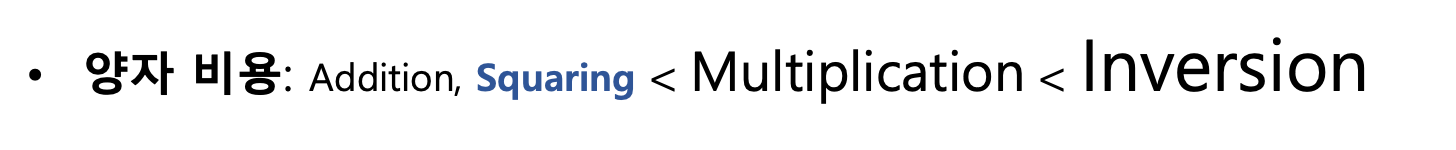 • 양자 비용: Addition, Squaring < Multiplication < Inversion